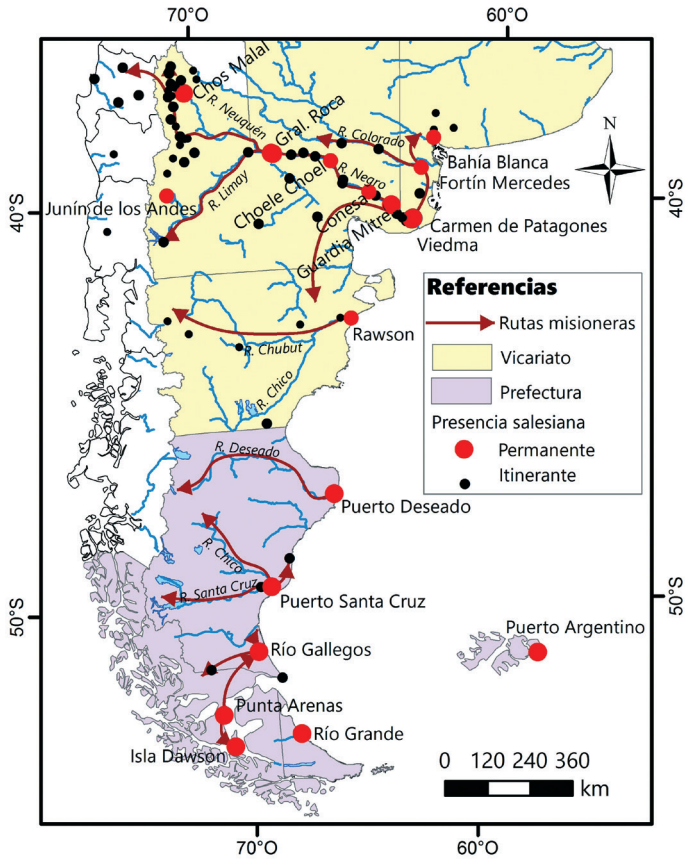 70°O
60°O
Chos Malal
R. Neuquén
Gral. Roca
R. Colorado
N
Bahía Blanca
Fortín Mercedes
R. Negro
Choele Choel
R. Limay
Junín de los Andes
Conesa
40°S
40°S
Guardia Mitre
Carmen de Patagones
Viedma
Referencias
Rutas misioneras
Vicariato
Prefectura
Presencia salesiana
Permanente
Itinerante
Rawson
R. Chubut
R. Chico
R. Deseado
Puerto Deseado
R. Chico
R. Santa Cruz
Puerto Santa Cruz
50°S
50°S
Puerto Argentino
Río Gallegos
Punta Arenas
Río Grande
Isla Dawson
0 120 240 360
km
70°O
60°O